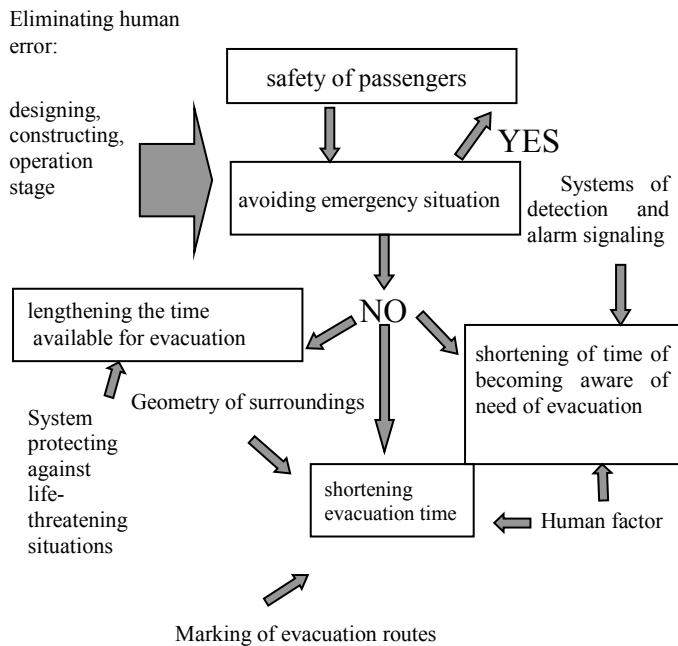 Eliminating human
error:
designing,
constructing,
operation
stage
safety of passengers
YES
avoiding emergency situation
Systems of
detection and
alarm signaling
NO
lengthening the time
available for evacuation
shortening of time of
becoming aware of
need of evacuation
Geometry of surroundings
System
protecting
against
life-
threatening
situations
shortening
evacuation time
Human factor
Marking of evacuation routes